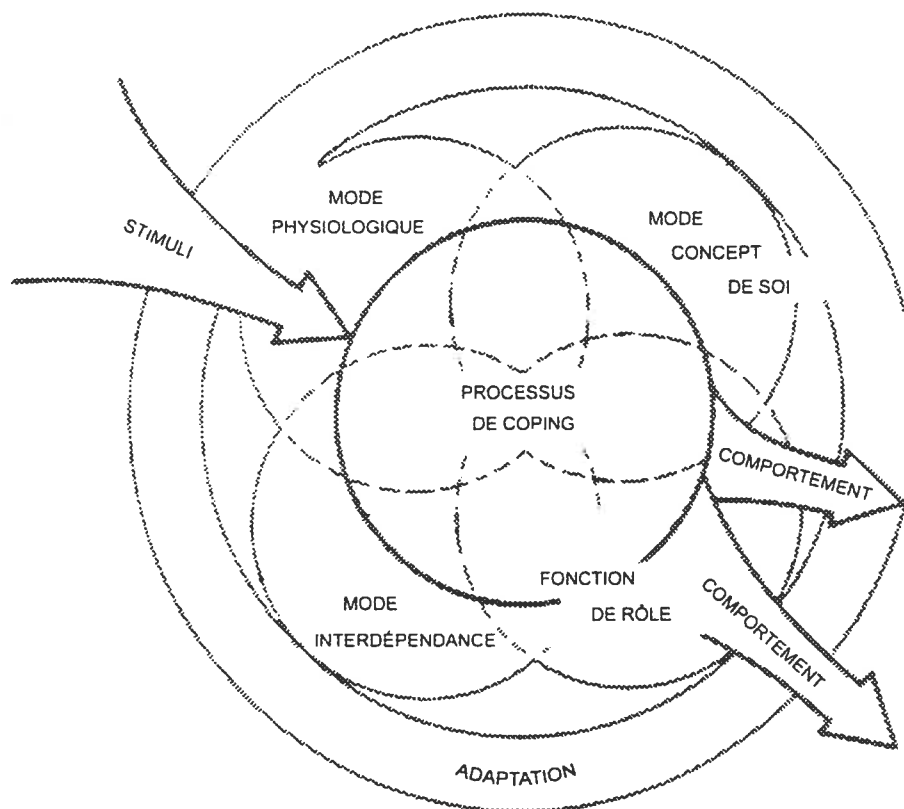 MODE
PHYSIOLOGIQUE
STIMULI
MODE
CONCEPT
DE SOI
PROCESSUS
DE COPING
COMPORTEMENT
FONCTION
DE RÔLE
MODE
INTERDÉPENDANCE
COMPORTEMENT
ADAPTATION